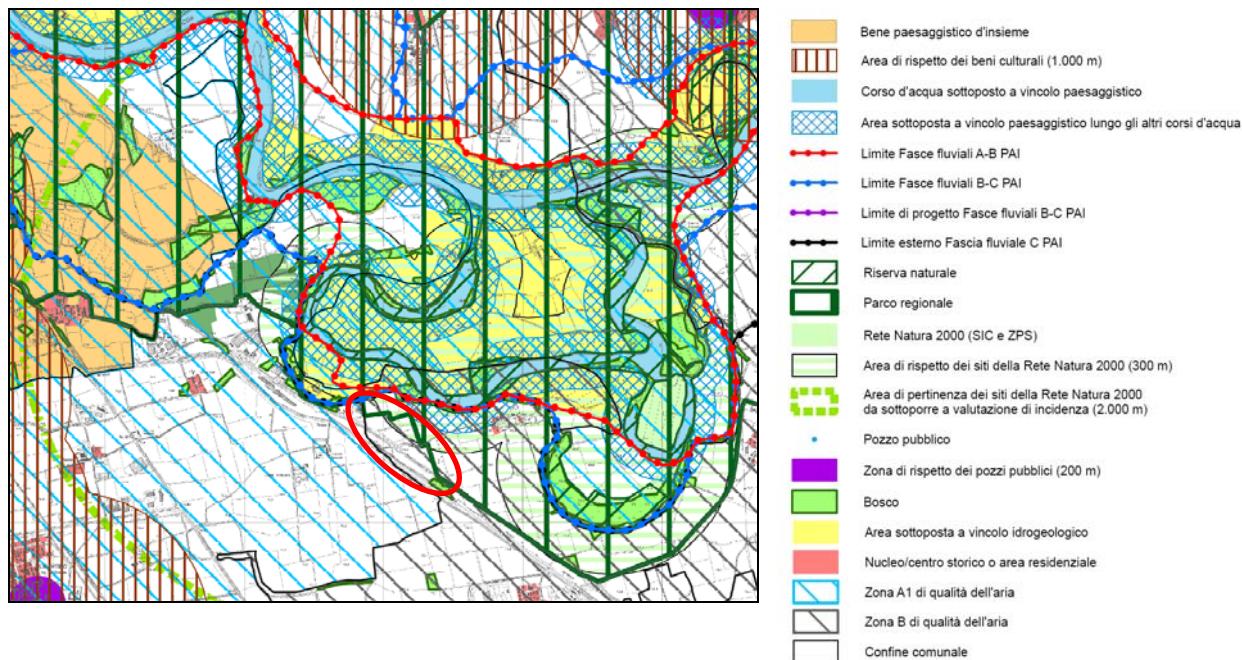 Bene paesaggistico d'insieme
Area di rispetto dei beni culturali (1.000 m)
Corso d'acqua sottoposto a vincolo paesaggistico
Area sottoposta a vincolo paesaggistico lungo gli altri corsi d'acqua
Limite Fasce fluviali A-B PAI
Limite Fasce fluviali B-C PAI
Limite di progetto Fasce fluviali B-C PAI
Limite esterno Fascia fluviale C PAI
Riserva naturale
Parco regionale
Rete Natura 2000 (SIC e ZPS)
Area di rispetto dei siti della Rete Natura 2000 (300 m)
Area di pertinenza dei siti della Rete Natura 2000
da sottoporre a valutazione di incidenza (2.000 m)
Pozzo pubblico
Zona di rispetto dei pozzi pubblici (200 m)
Bosco
Area sottoposta a vincolo idrogeologico
Nucleo/centro storico o area residenziale
Zona A1 di qualità dell'aria
Zona B di qualità dell'aria
Confine comunale